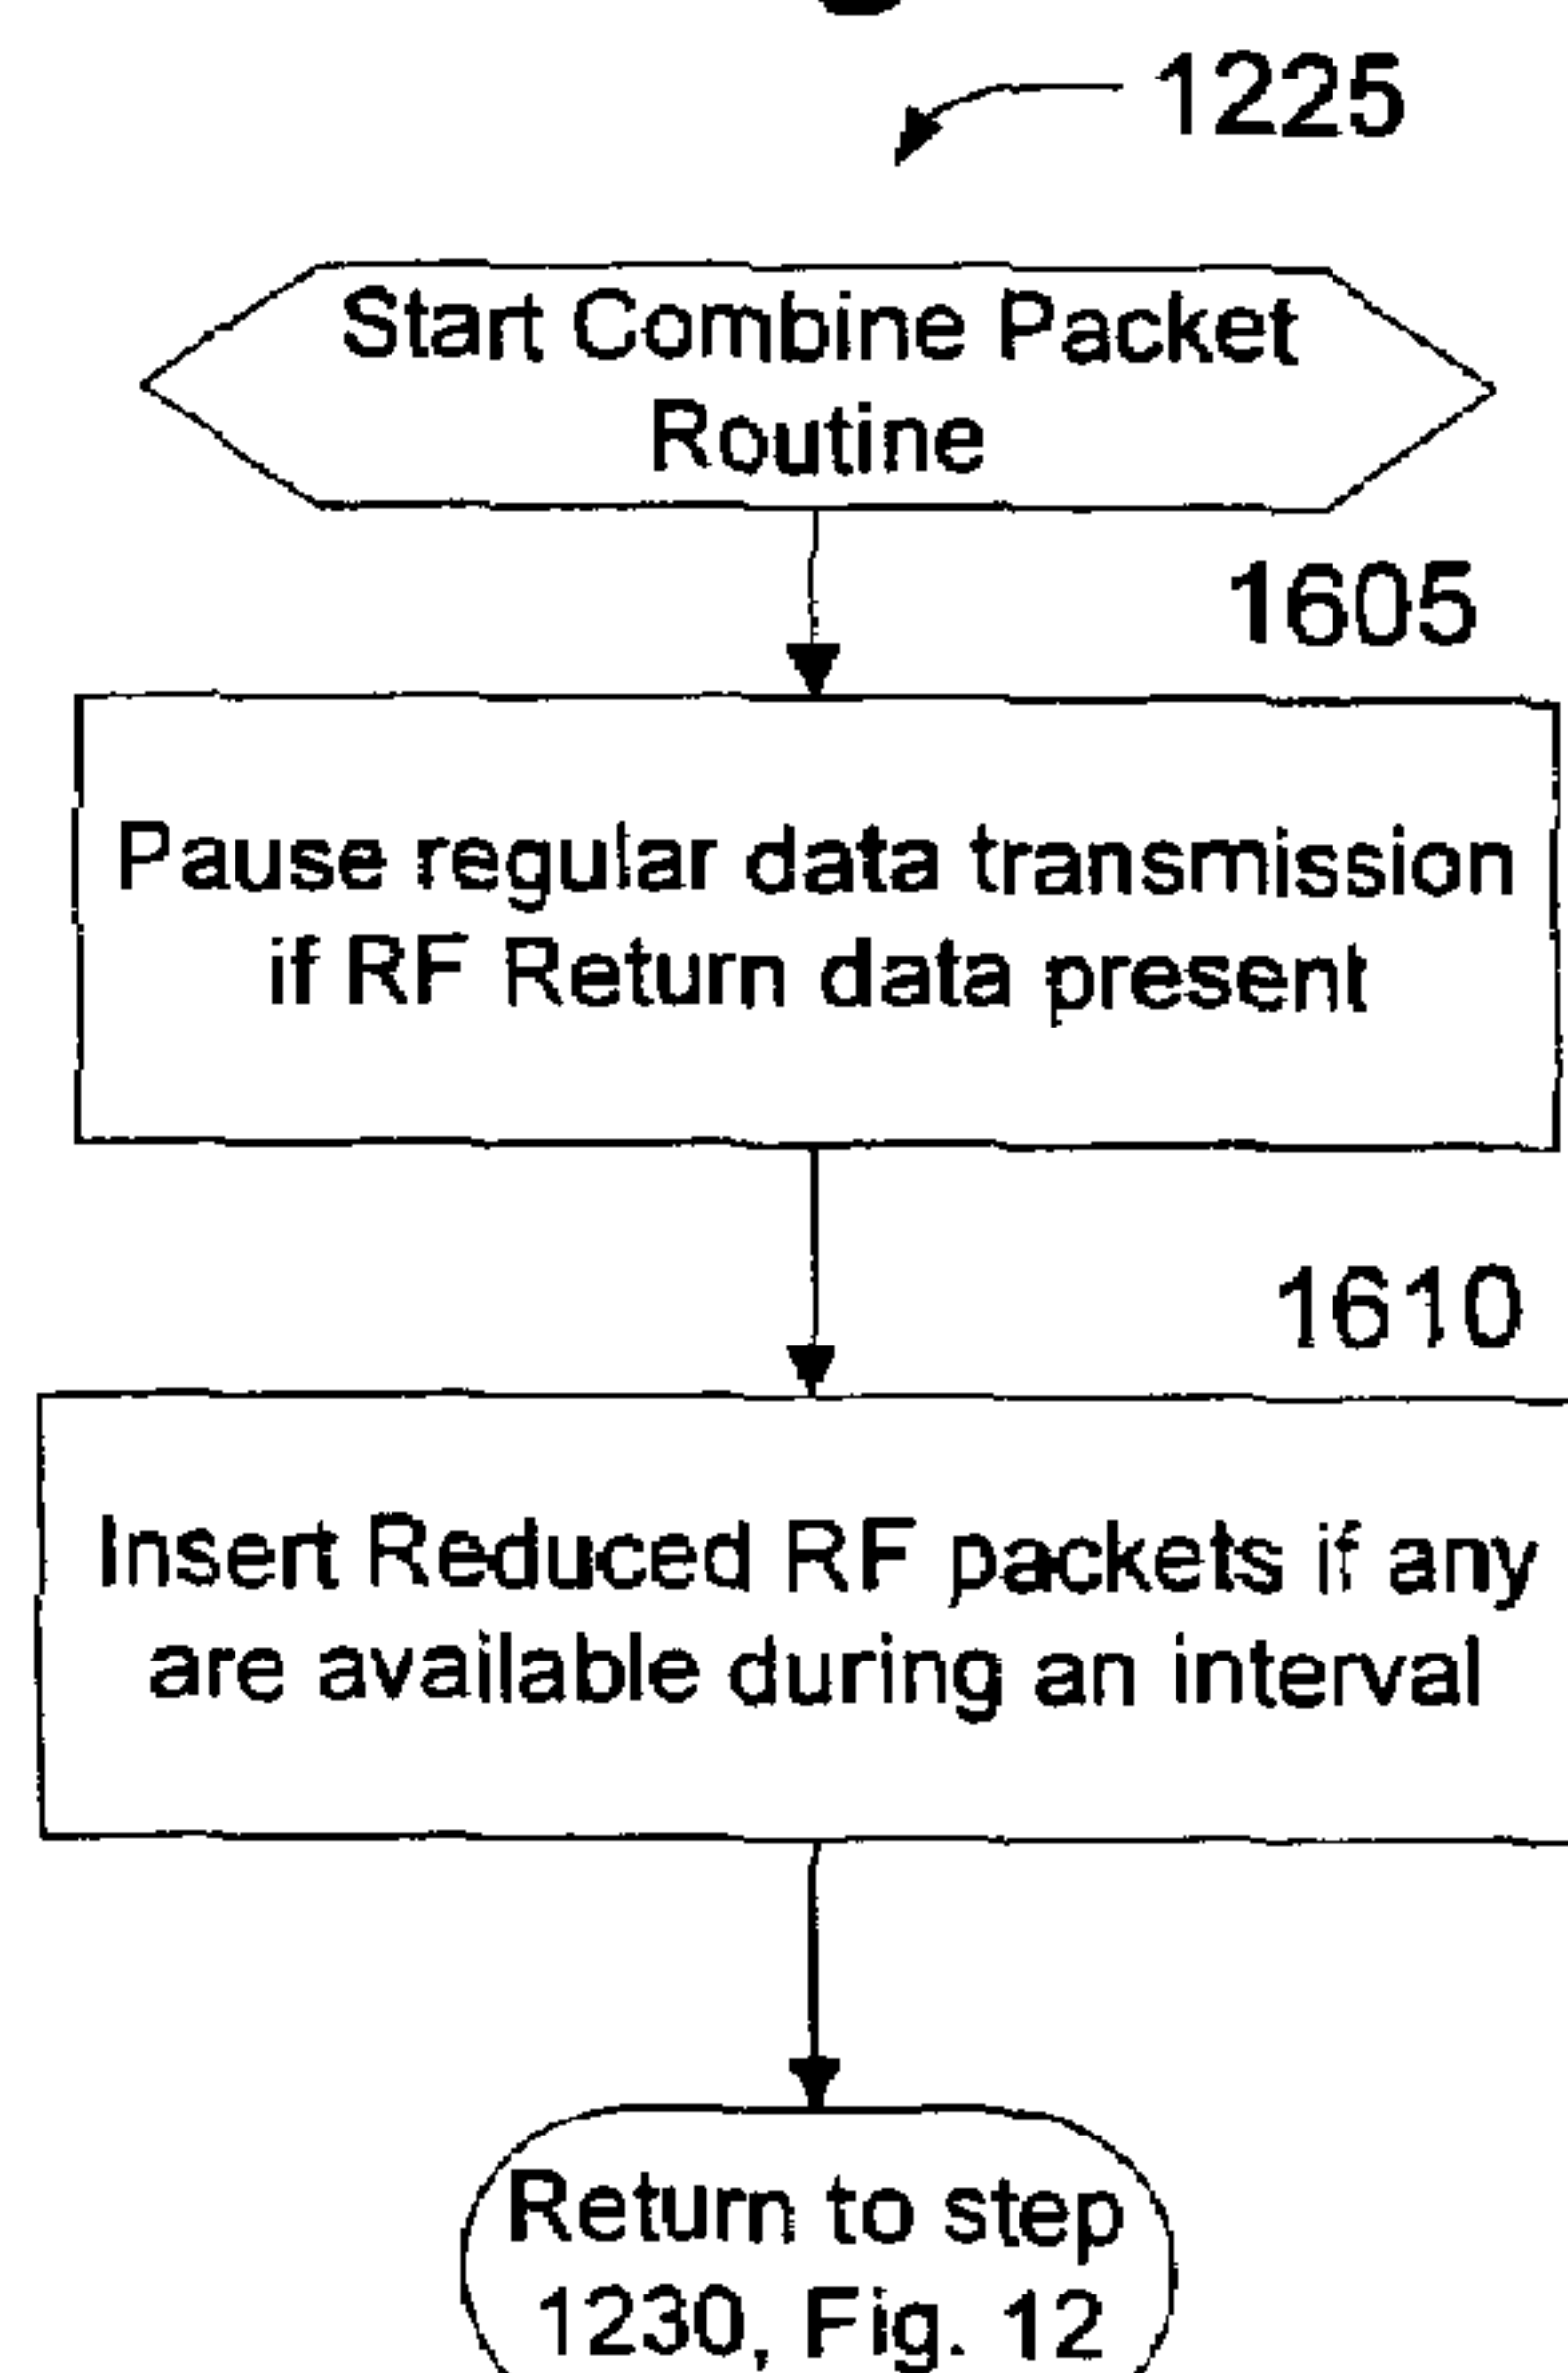 1225
Start Combine Packet
Routine
1605
Pause regular data transmission
if RF Return data present
1610
Insert Reduced RF packets if any
are available during an interval
Return to step
1230, Fig. 12